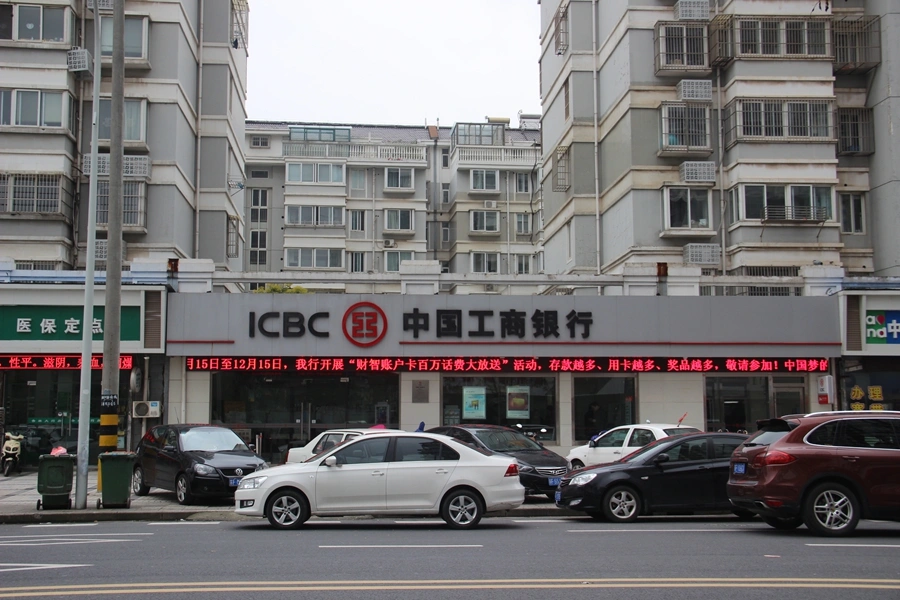 医保定点
ICBC 中国工商银行
性平。滋阴，
月15日至12月15日，我行开展“财智账户卡百万话费大放送”活动，存款越多、用卡越多、奖品越多，敬请参加！中国梦的
中
办理